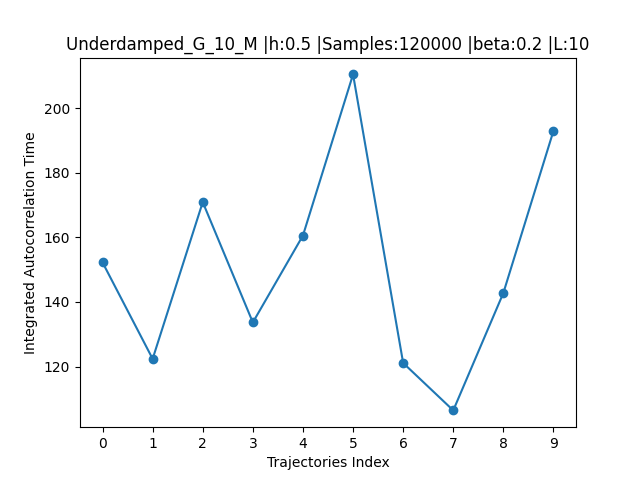 Underdamped_G_10_M |h:0.5 |Samples:120000 |beta:0.2 |L:10
Integrated Autocorrelation Time
200
180
160
140
120
0 1 2 3 4 5 6 7 8 9
Trajectories Index